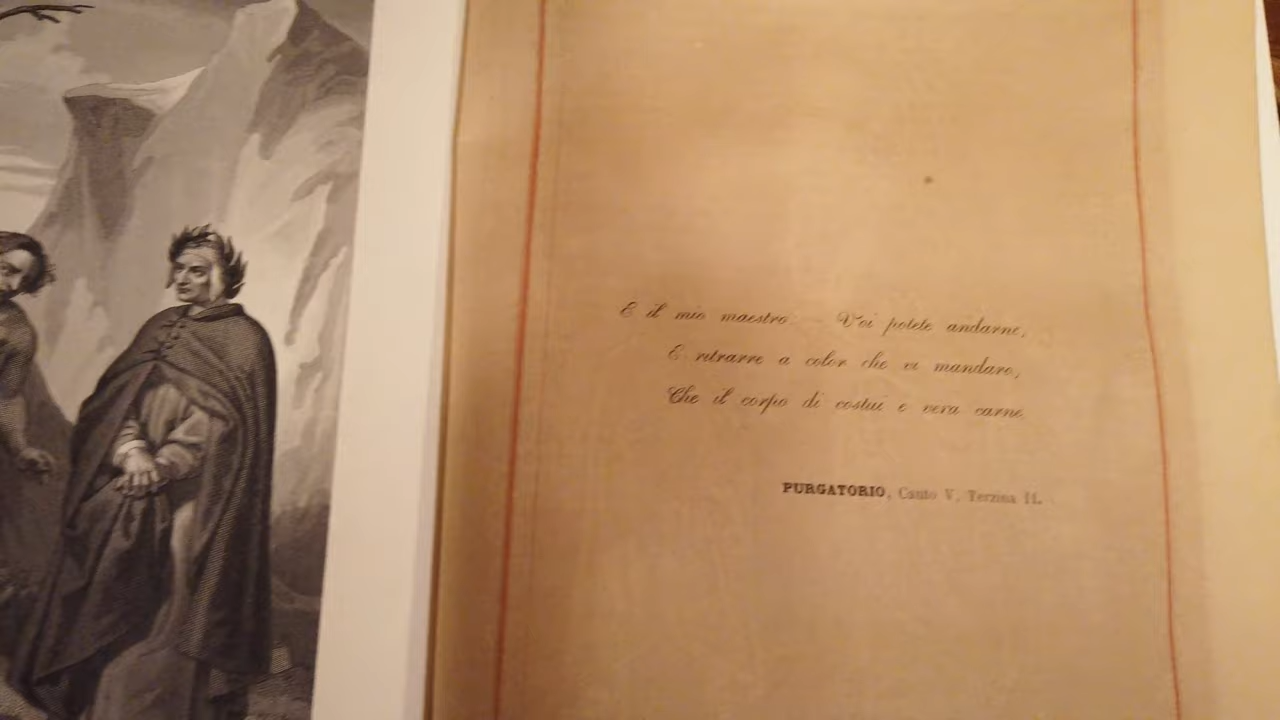 E il mio maestro: Voi potete andarne,
E ritrarre a color che vi mandaro,
Che il corpo di costui è vera carne.
PURGATORIO, Canto V, Terzina 11.